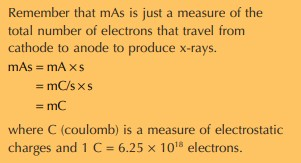 Remember that mAs is just a measure of the
total number of electrons that travel from
cathode to anode to produce x-rays.
mAs = mA × s
= mC/s × s
= mC
where C (coulomb) is a measure of electrostatic
charges and 1 C = 6.25 × 10¹⁸ electrons.